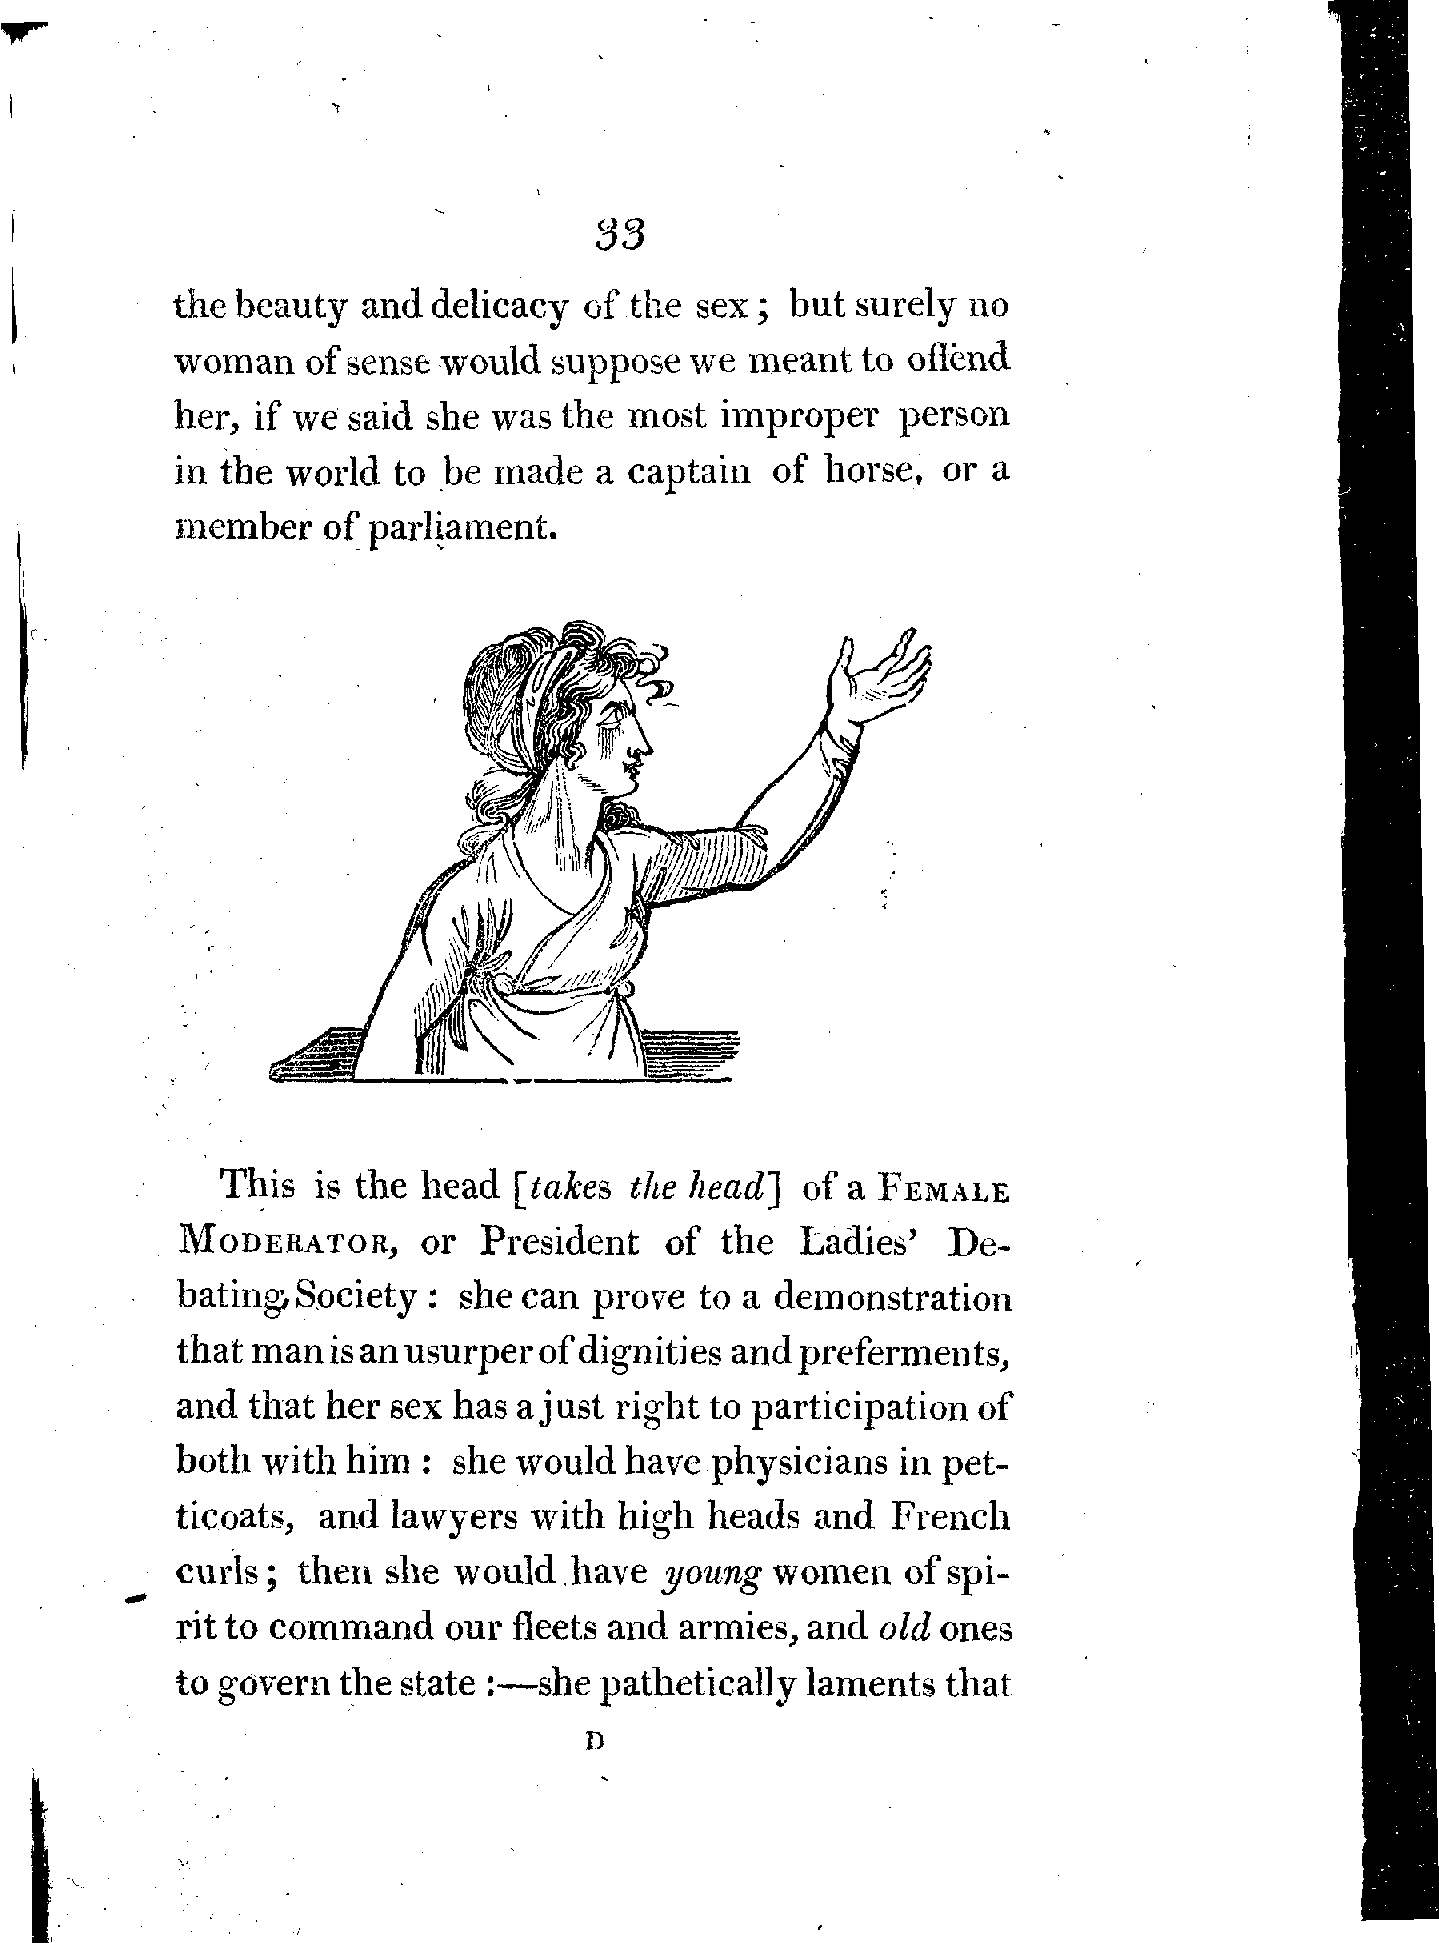 33
the beauty and delicacy of the sex; but surely no
woman of sense would suppose we meant to offend
her, if we said she was the most improper person
in the world to be made a captain of horse, or a
member of parliament.
This is the head [takes the head] of a FEMALE
MODERATOR, or President of the Ladies' De-
bating Society: she can prove to a demonstration
that man is an usurper of dignities and preferments,
and that her sex has a just right to participation of
both with him: she would have physicians in pet-
ticoats, and lawyers with high heads and French
curls; then she would have young women of spi-
rit to command our fleets and armies, and old ones
to govern the state:—she pathetically laments that
D